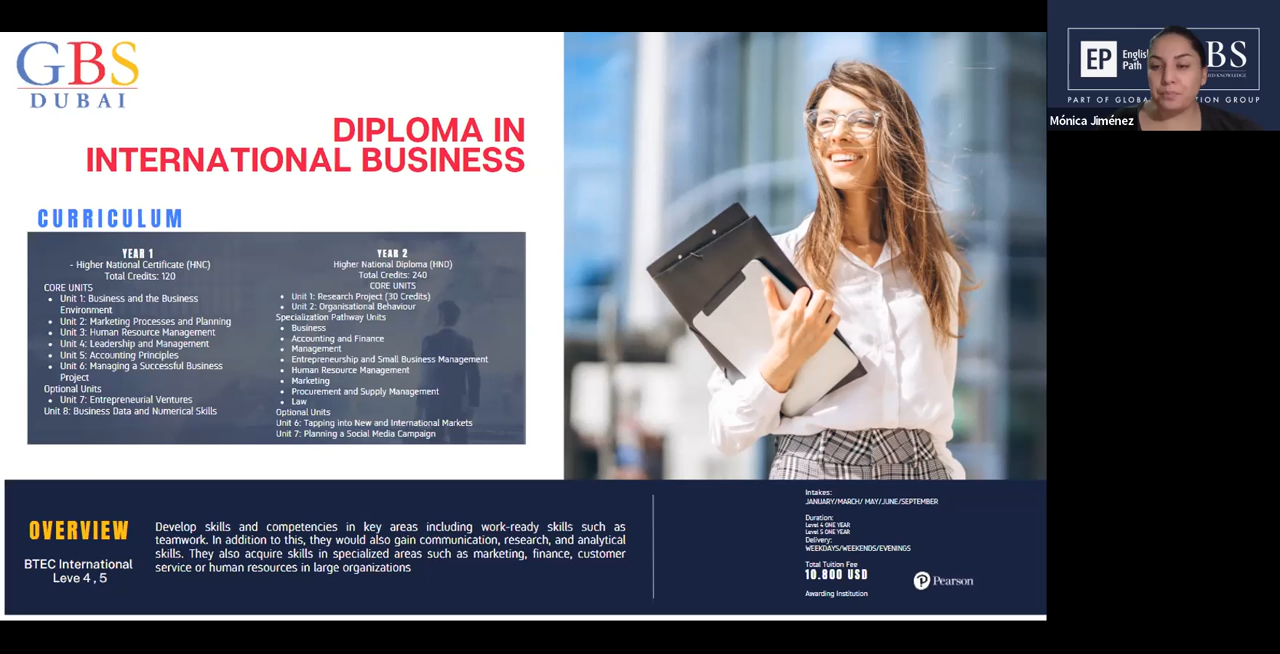 GBS
DUBAI
DIPLOMA IN
INTERNATIONAL BUSINESS
CURRICULUM
YEAR 1
- Higher National Certificate (HNC)
Total Credits: 120
CORE UNITS
• Unit 1: Business and the Business
Environment
• Unit 2: Marketing Processes and Planning
• Unit 3: Human Resource Management
• Unit 4: Leadership and Management
• Unit 5: Accounting Principles
• Unit 6: Managing a Successful Business
Project
Optional Units
• Unit 7: Entrepreneurial Ventures
Unit 8: Business Data and Numerical Skills
YEAR 2
Higher National Diploma (HND)
Total Credits: 240
CORE UNITS
• Unit 1: Research Project (30 Credits)
• Unit 2: Organisational Behaviour
Specialization Pathway Units
• Business
• Accounting and Finance
• Management
• Entrepreneurship and Small Business Management
• Human Resource Management
• Marketing
• Procurement and Supply Management
• Law
Optional Units
Unit 6: Tapping into New and International Markets
Unit 7: Planning a Social Media Campaign
OVERVIEW
BTEC International
Leve 4 , 5
Develop skills and competencies in key areas including work-ready skills such as
teamwork. In addition to this, they would also gain communication, research, and analytical
skills. They also acquire skills in specialized areas such as marketing, finance, customer
service or human resources in large organizations
Intakes:
JANUARY/MARCH/ MAY/JUNE/SEPTEMBER
Duration:
Level 4 ONE YEAR
Level 5 ONE YEAR
Delivery:
WEEKDAYS/WEEKENDS/EVENINGS
Total Tuition Fee
10.800 USD
Awarding Institution
P Pearson
EP
English
Path
BS
PART OF GLOBA
TION GROUP
Mónica Jiménez